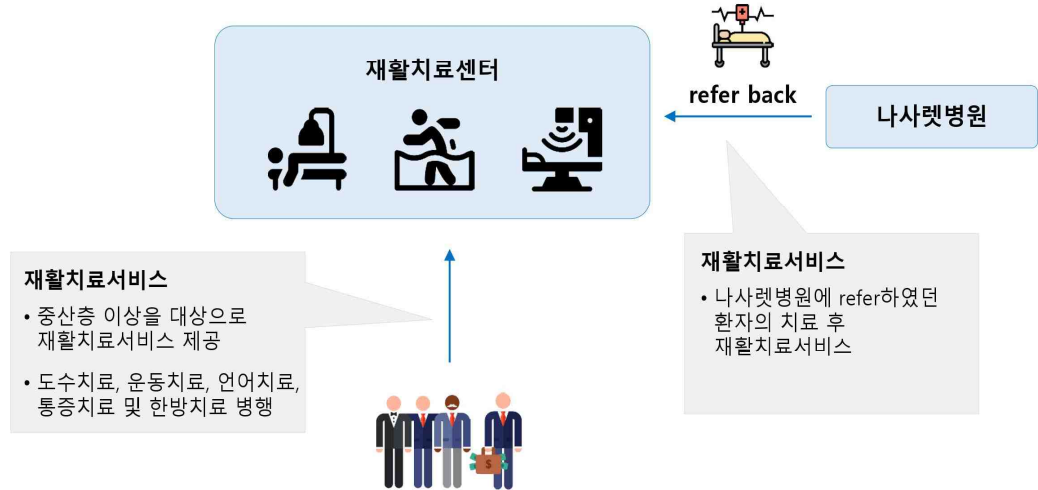 재활치료센터
refer back
나사렛병원
재활치료서비스
• 중산층 이상을 대상으로
재활치료서비스 제공
• 도수치료, 운동치료, 언어치료,
통증치료 및 한방치료 병행
재활치료서비스
• 나사렛병원에 refer하였던
환자의 치료 후
재활치료서비스
$